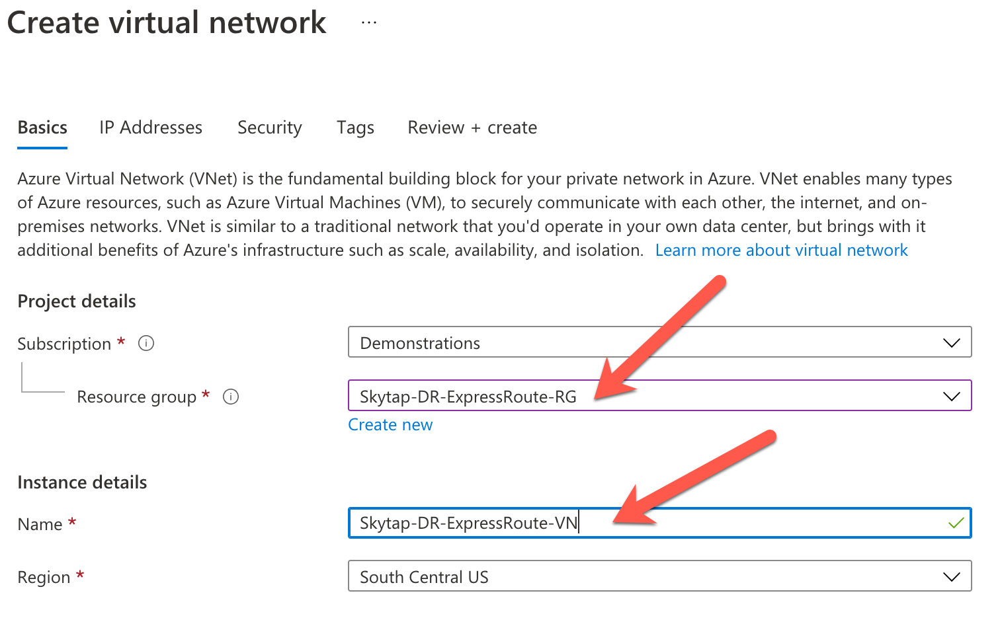 Create virtual network ...
Basics IP Addresses Security Tags Review + create
Azure Virtual Network (VNet) is the fundamental building block for your private network in Azure. VNet enables many types
of Azure resources, such as Azure Virtual Machines (VM), to securely communicate with each other, the internet, and on-
premises networks. VNet is similar to a traditional network that you'd operate in your own data center, but brings with it
additional benefits of Azure's infrastructure such as scale, availability, and isolation. Learn more about virtual network
Project details
Subscription * i Demonstrations
Resource group * i Skytap-DR-ExpressRoute-RG
Create new
Instance details
Name * Skytap-DR-ExpressRoute-VN
Region * South Central US